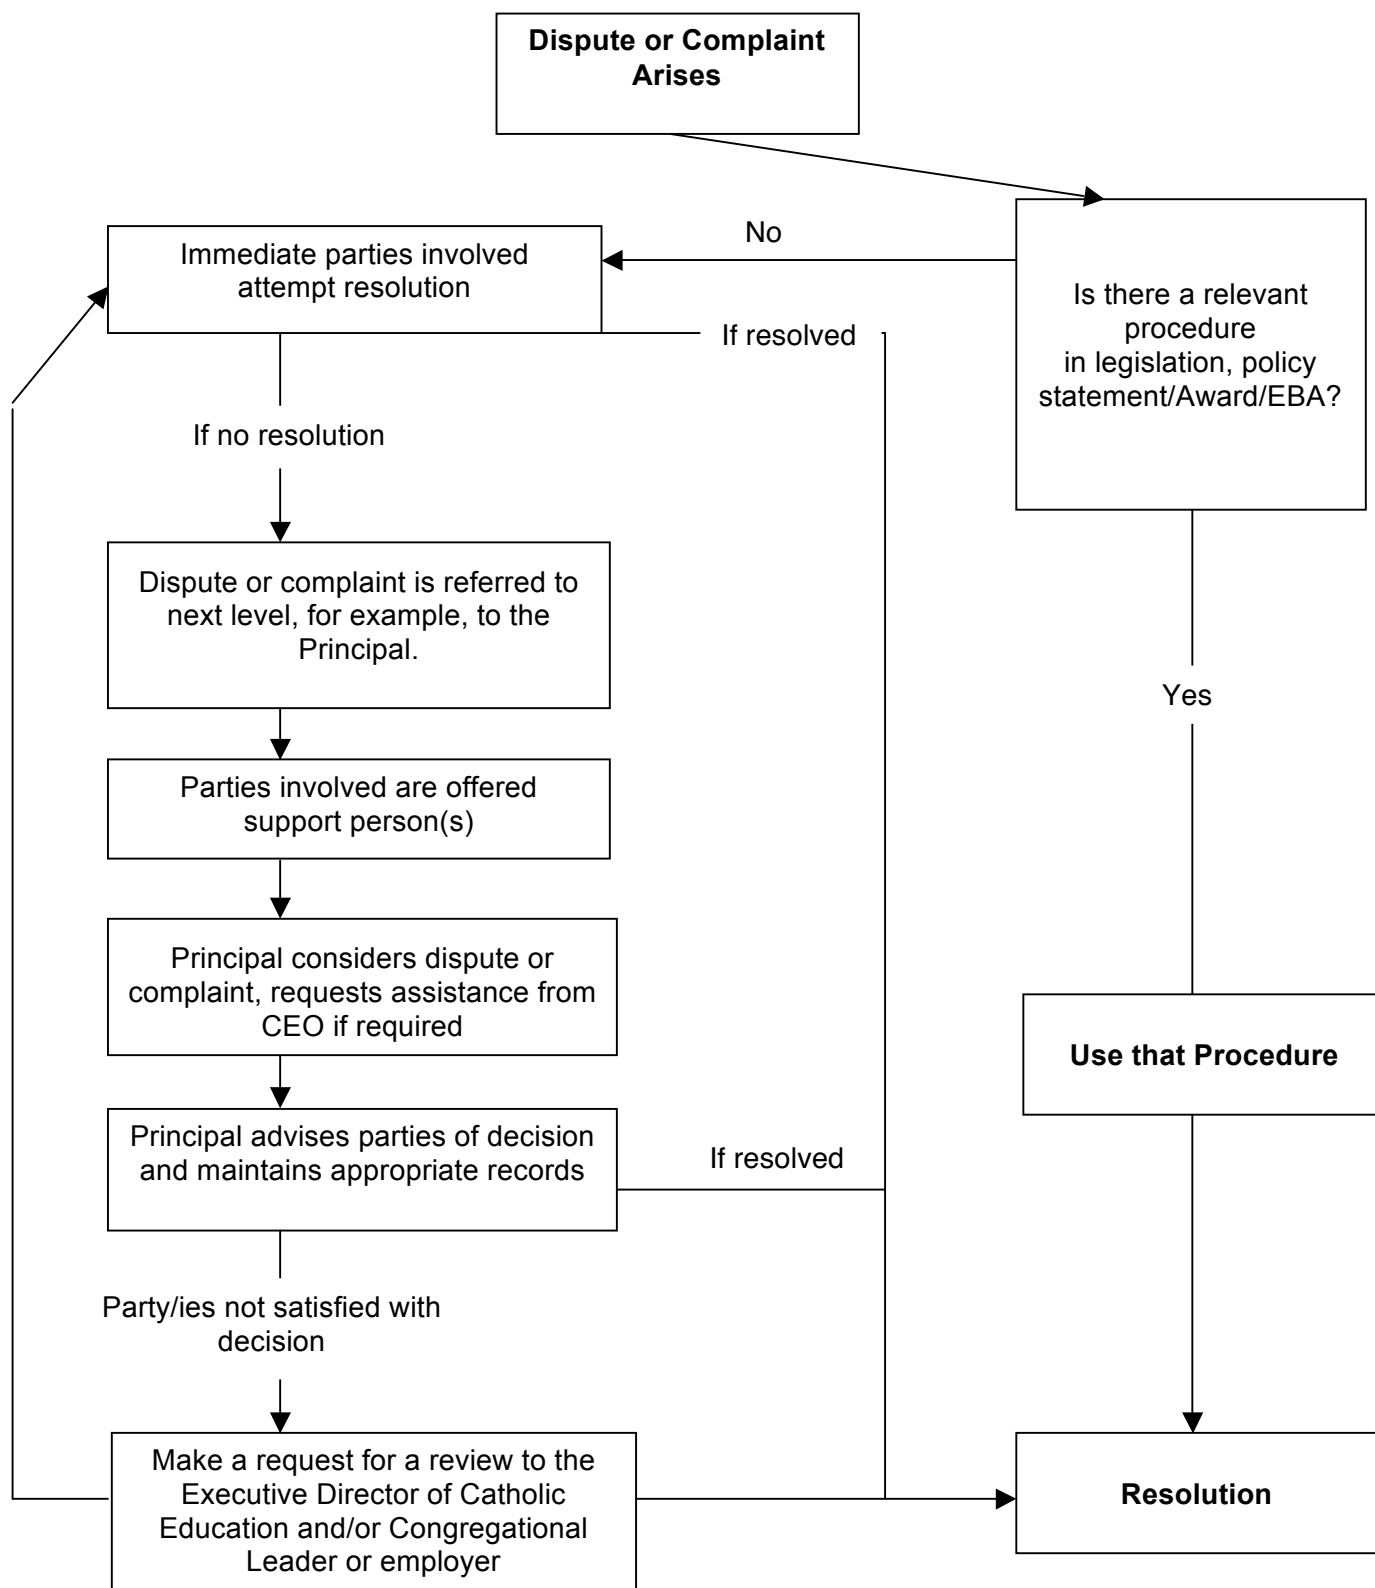 Dispute or Complaint
Arises
No
Immediate parties involved
attempt resolution
Is there a relevant
procedure
in legislation, policy
statement/Award/EBA?
If resolved
If no resolution
Dispute or complaint is referred to
next level, for example, to the
Principal.
Yes
Parties involved are offered
support person(s)
Principal considers dispute or
complaint, requests assistance from
CEO if required
Use that Procedure
Principal advises parties of decision
and maintains appropriate records
If resolved
Party/ies not satisfied with
decision
Make a request for a review to the
Executive Director of Catholic
Education and/or Congregational
Leader or employer
Resolution